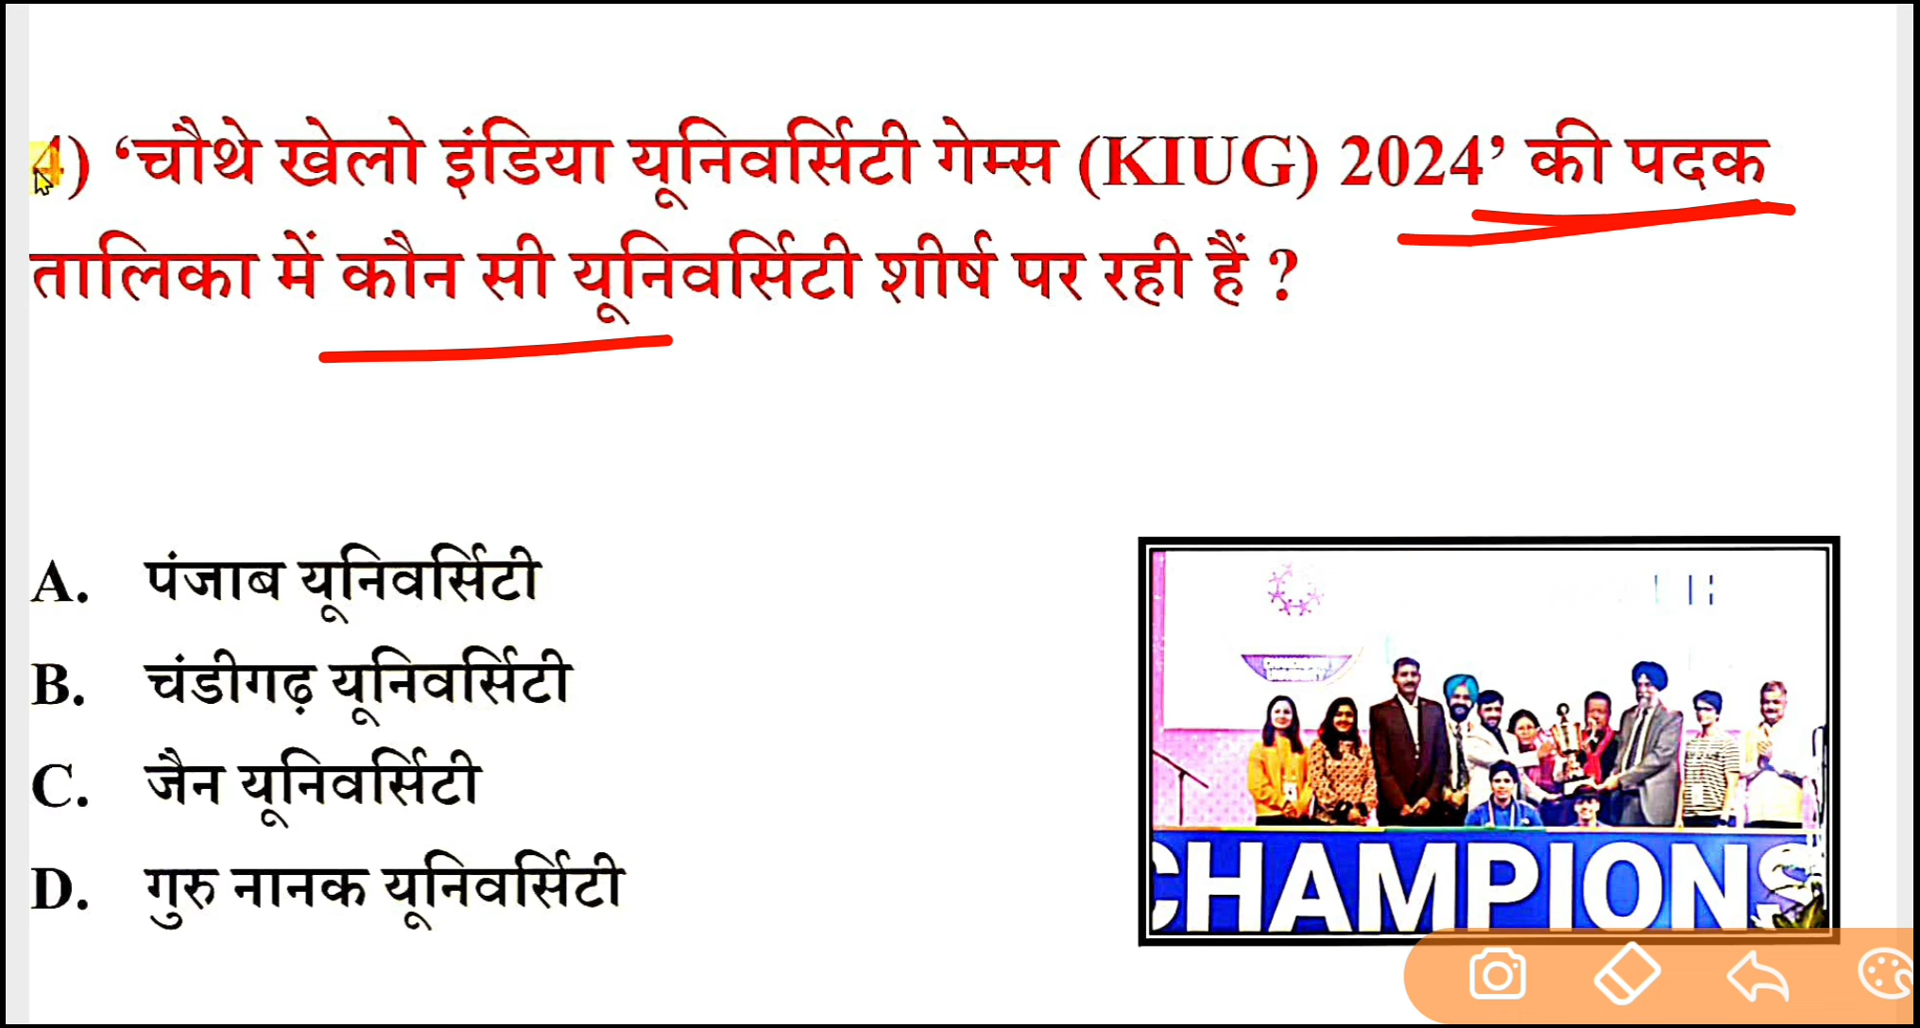 4) ‘चौथे खेलो इंडिया यूनिवर्सिटी गेम्स (KIUG) 2024’ की पदक
तालिका में कौन सी यूनिवर्सिटी शीर्ष पर रही हैं ?
A. पंजाब यूनिवर्सिटी
B. चंडीगढ़ यूनिवर्सिटी
C. जैन यूनिवर्सिटी
D. गुरु नानक यूनिवर्सिटी
CHAMPIONS